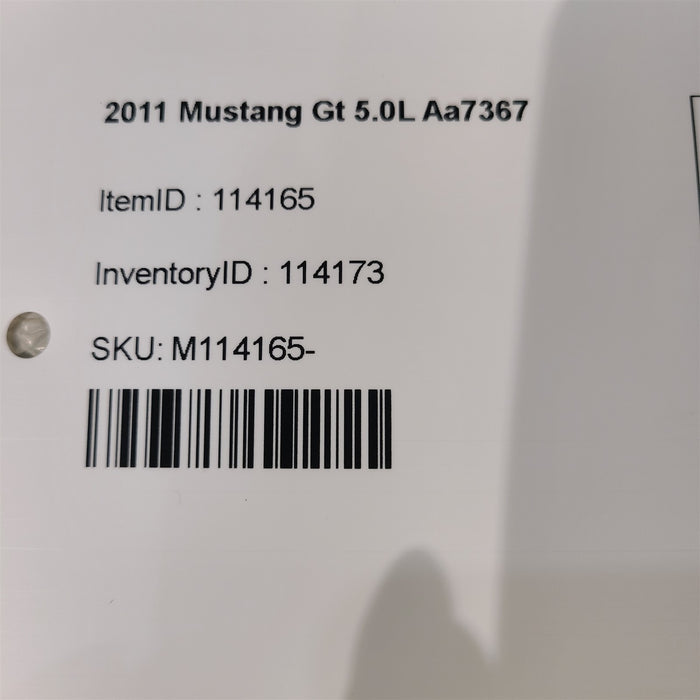 2011 Mustang Gt 5.0L Aa7367
ItemID : 114165
InventoryID : 114173
SKU: M114165-